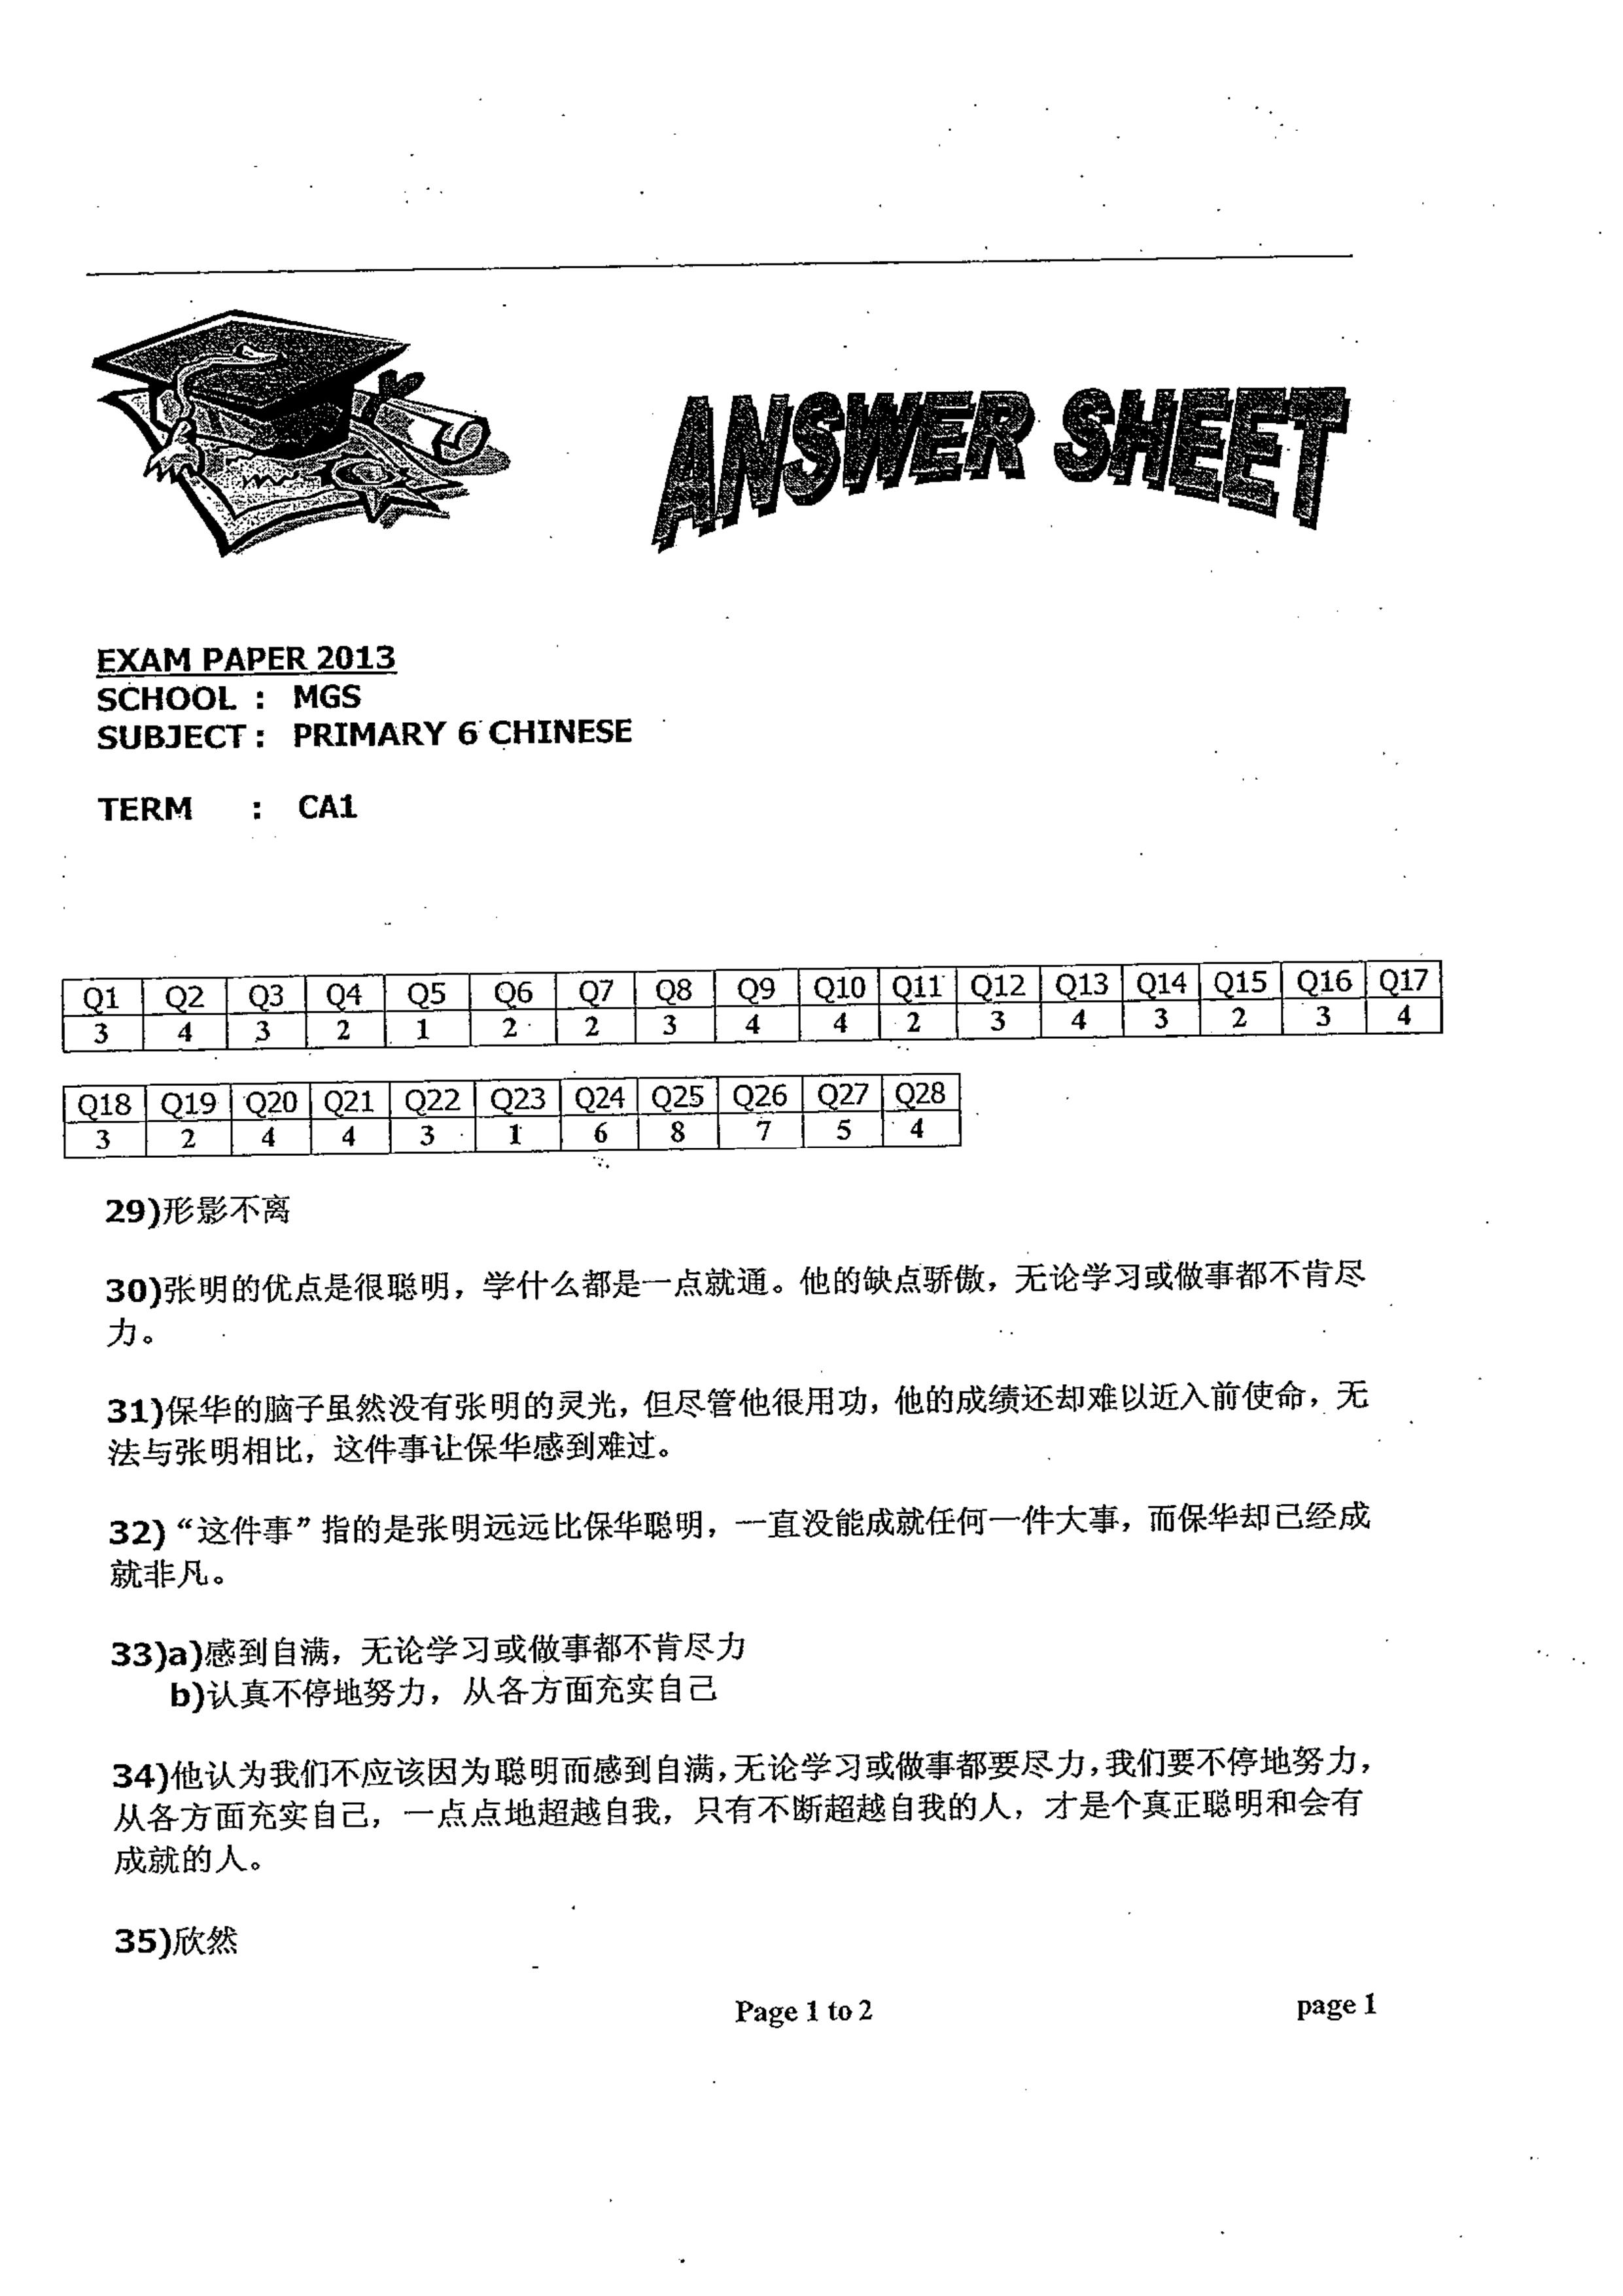 ANSWER SHEET
EXAM PAPER 2013
SCHOOL : MGS
SUBJECT : PRIMARY 6 CHINESE
TERM : CA1
Q1 Q2 Q3 Q4 Q5 Q6 Q7 Q8 Q9 Q10 Q11 Q12 Q13 Q14 Q15 Q16 Q17
3 4 3 2 1 2 2 3 4 4 2 3 4 3 2 3 4
Q18 Q19 Q20 Q21 Q22 Q23 Q24 Q25 Q26 Q27 Q28
3 2 4 4 3 1 6 8 7 5 4
29)形影不离
30)张明的优点是很聪明，学什么都是一点就通。他的缺点骄傲，无论学习或做事都不肯尽
力。
31)保华的脑子虽然没有张明的灵光，但尽管他很用功，他的成绩还却难以近入前使命，无
法与张明相比，这件事让保华感到难过。
32)“这件事”指的是张明远远比保华聪明，一直没能成就任何一件大事，而保华却已经成
就非凡。
33)a)感到自满，无论学习或做事都不肯尽力
b)认真不停地努力，从各方面充实自己
34)他认为我们不应该因为聪明而感到自满，无论学习或做事都要尽力，我们要不停地努力，
从各方面充实自己，一点点地超越自我，只有不断超越自我的人，才是个真正聪明和会有
成就的人。
35)欣然
Page 1 to 2 page 1